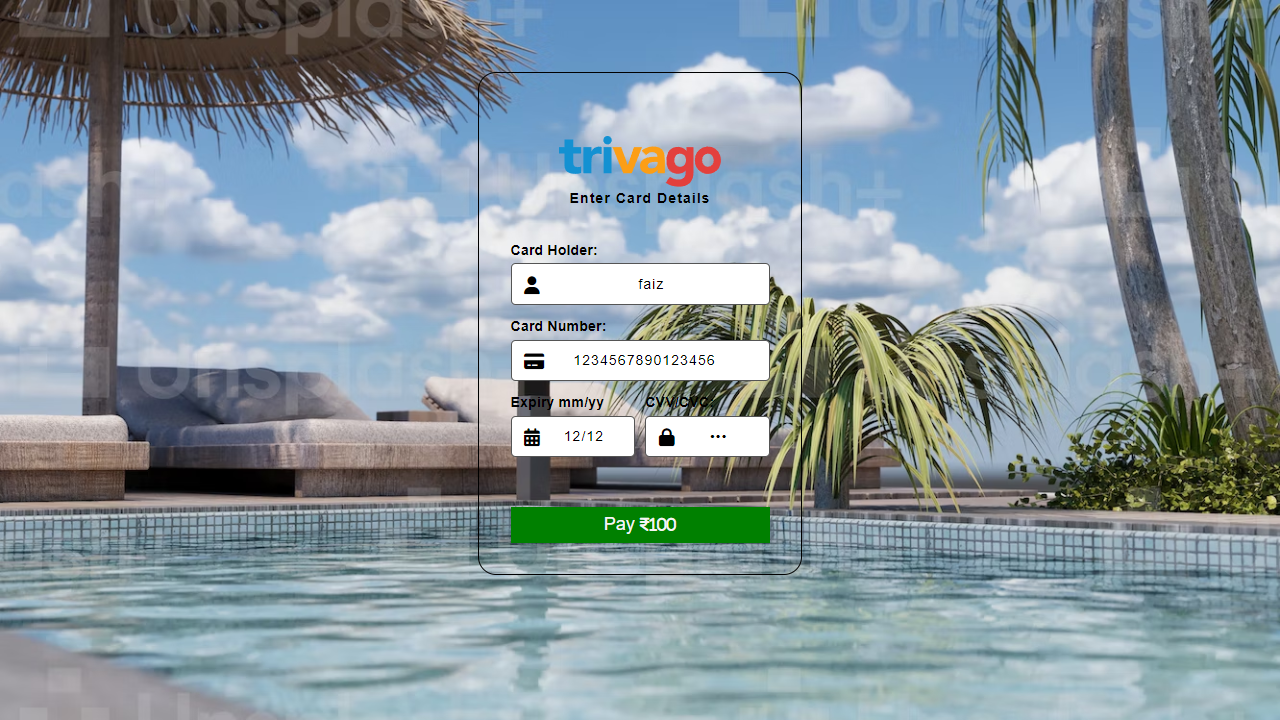 Unsplash+
Unsplash+
trivago
Enter Card Details
Card Holder:
faiz
Card Number:
1234567890123456
Expiry mm/yy
CVV/CVC:
12/12
•••
Pay ₹100